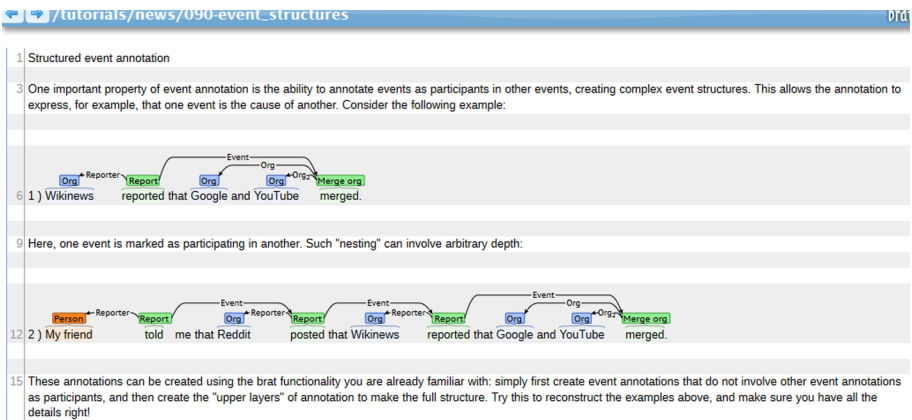 /tutorials/news/090-event_structures
1 Structured event annotation
3 One important property of event annotation is the ability to annotate events as participants in other events, creating complex event structures. This allows the annotation to
express, for example, that one event is the cause of another. Consider the following example:
Event
Org
Reporter Org₂
Org Report Org Org Merge org
6 1 ) Wikinews reported that Google and YouTube merged.
9 Here, one event is marked as participating in another. Such "nesting" can involve arbitrary depth:
Event
Event Event Org
Reporter Reporter Reporter Org₂
Person Report Org Report Org Report Org Org Merge org
12 2 ) My friend told me that Reddit posted that Wikinews reported that Google and YouTube merged.
15 These annotations can be created using the brat functionality you are already familiar with: simply first create event annotations that do not involve other event annotations
as participants, and then create the "upper layers" of annotation to make the full structure. Try this to reconstruct the examples above, and make sure you have all the
details right!